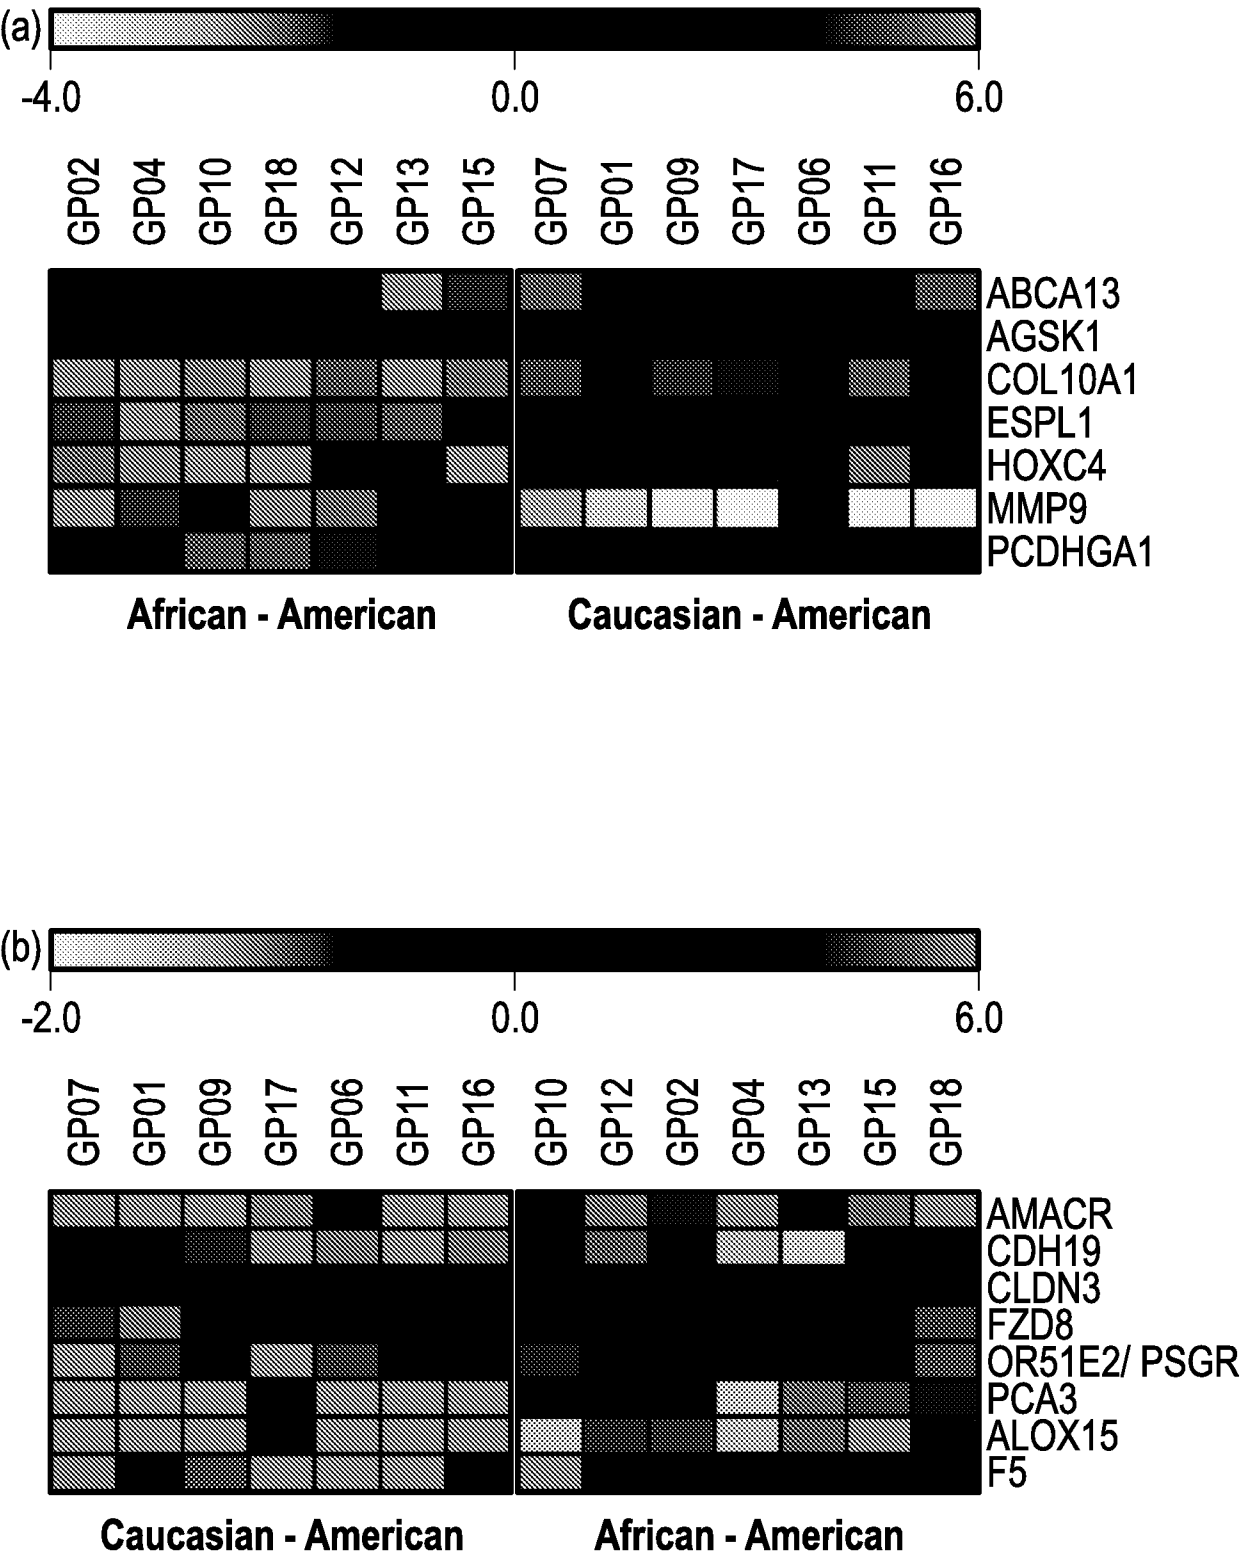 (a)
-4.0 0.0 6.0
GP02 GP04 GP10 GP18 GP12 GP13 GP15 GP07 GP01 GP09 GP17 GP06 GP11 GP16
ABCA13
AGSK1
COL10A1
ESPL1
HOXC4
MMP9
PCDHGA1
African - American Caucasian - American
(b)
-2.0 0.0 6.0
GP07 GP01 GP09 GP17 GP06 GP11 GP16 GP10 GP12 GP02 GP04 GP13 GP15 GP18
AMACR
CDH19
CLDN3
FZD8
OR51E2/ PSGR
PCA3
ALOX15
F5
Caucasian - American African - American